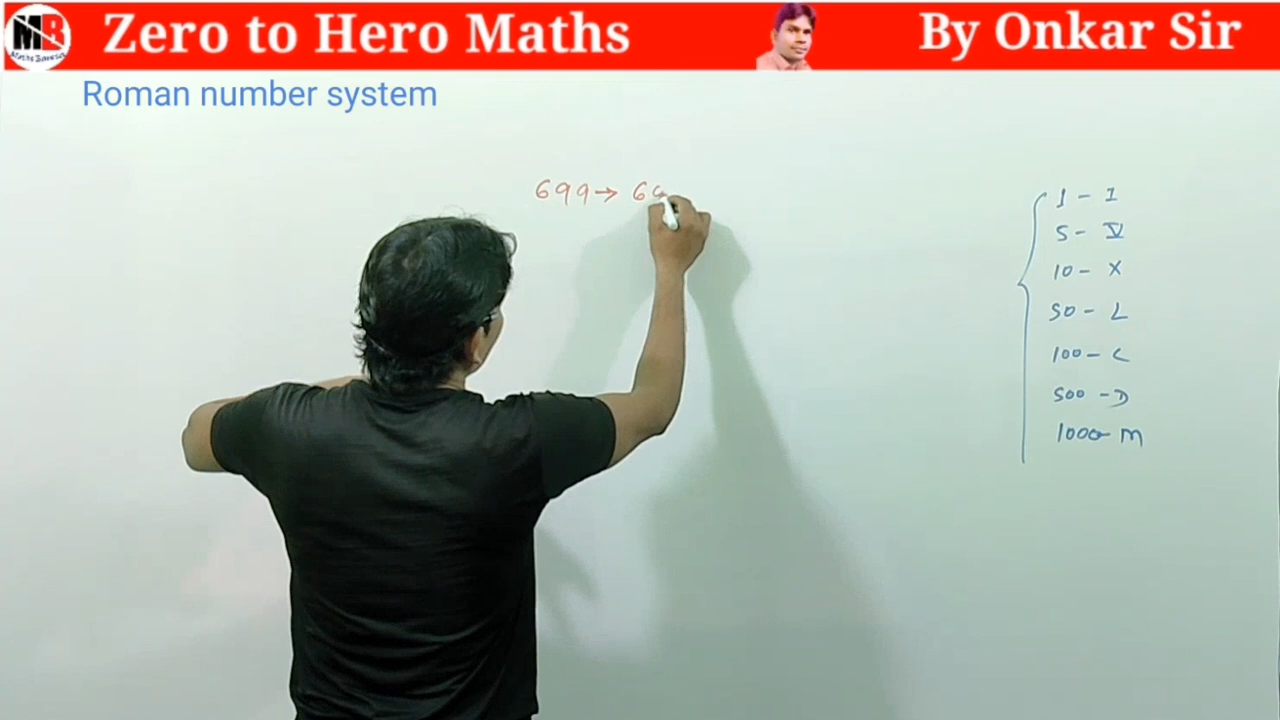 MB
Zero to Hero Maths
By Onkar Sir
Roman number system
699 → 69
1 - I
5 - V
10 - X
50 - L
100 - C
500 - D
1000 - M